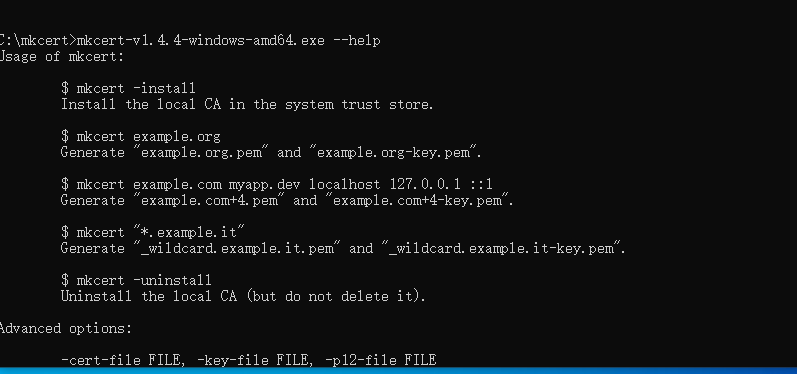 C:\mkcert>mkcert-v1.4.4-windows-amd64.exe --help
Usage of mkcert:
$ mkcert -install
Install the local CA in the system trust store.
$ mkcert example.org
Generate "example.org.pem" and "example.org-key.pem".
$ mkcert example.com myapp.dev localhost 127.0.0.1 ::1
Generate "example.com+4.pem" and "example.com+4-key.pem".
$ mkcert "*.example.it"
Generate "_wildcard.example.it.pem" and "_wildcard.example.it-key.pem".
$ mkcert -uninstall
Uninstall the local CA (but do not delete it).
Advanced options:
-cert-file FILE, -key-file FILE, -p12-file FILE